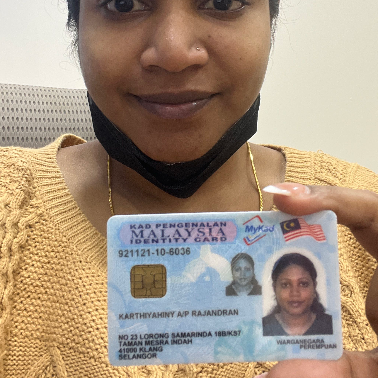 KAD PENGENALAN
MALAYSIA
IDENTITY CARD
MyKad
921121-10-6036
KARTHIYAHINY A/P RAJANDRAN
NO 23 LORONG SAMARINDA 18B/KS7
TAMAN MESRA INDAH
41000 KLANG
SELANGOR
WARGANEGARA
PEREMPUAN